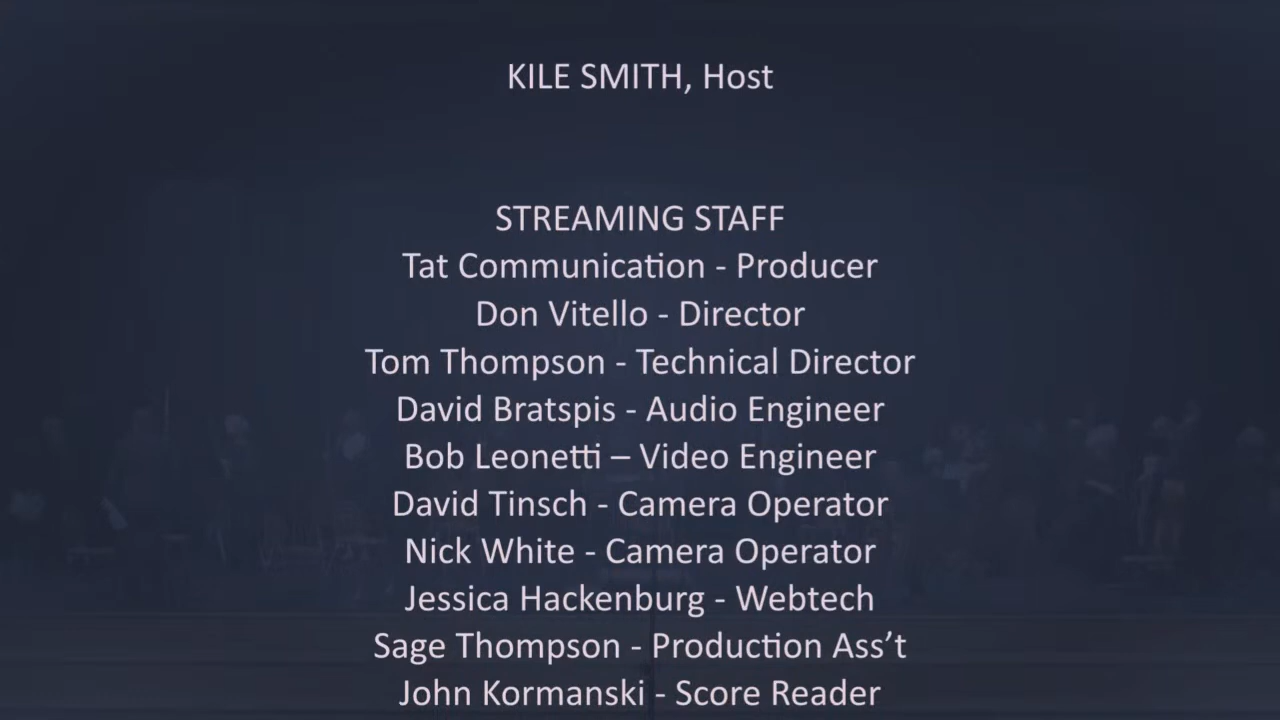 KILE SMITH, Host
STREAMING STAFF
Tat Communication - Producer
Don Vitello - Director
Tom Thompson - Technical Director
David Bratspis - Audio Engineer
Bob Leonetti – Video Engineer
David Tinsch - Camera Operator
Nick White - Camera Operator
Jessica Hackenburg - Webtech
Sage Thompson - Production Ass’t
John Kormanski - Score Reader